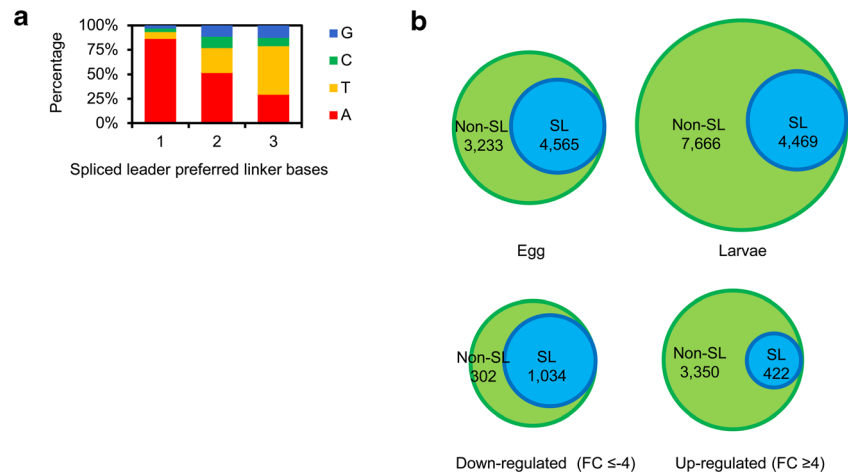 a
100%
75%
50%
25%
0%
Percentage
1 2 3
Spliced leader preferred linker bases
G
C
T
A
b
Non-SL
3,233
SL
4,565
Egg
Non-SL
7,666
SL
4,469
Larvae
Non-SL
302
SL
1,034
Down-regulated (FC ≤-4)
Non-SL
3,350
SL
422
Up-regulated (FC ≥4)